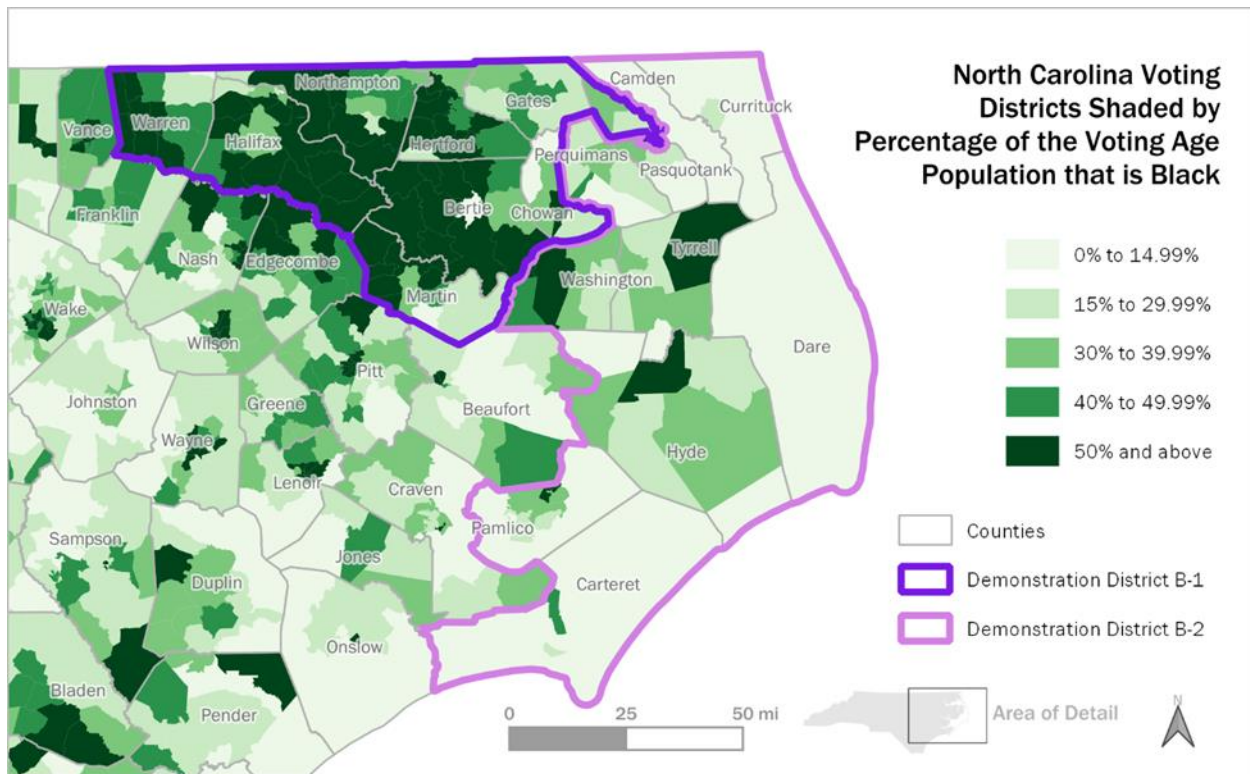 North Carolina Voting
Districts Shaded by
Percentage of the Voting Age
Population that is Black
0% to 14.99%
15% to 29.99%
30% to 39.99%
40% to 49.99%
50% and above
Counties
Demonstration District B-1
Demonstration District B-2
Area of Detail
N
0 25 50 mi
Camden
Currituck
Northampton
Gates
Vance
Warren
Halifax
Hertford
Perquimans
Pasquotank
Franklin
Bertie
Chowan
Nash
Edgecombe
Tyrrell
Washington
Martin
Wake
Wilson
Dare
Pitt
Johnston
Greene
Beaufort
Wayne
Hyde
Lenoir
Craven
Pamlico
Sampson
Jones
Duplin
Carteret
Onslow
Bladen
Pender